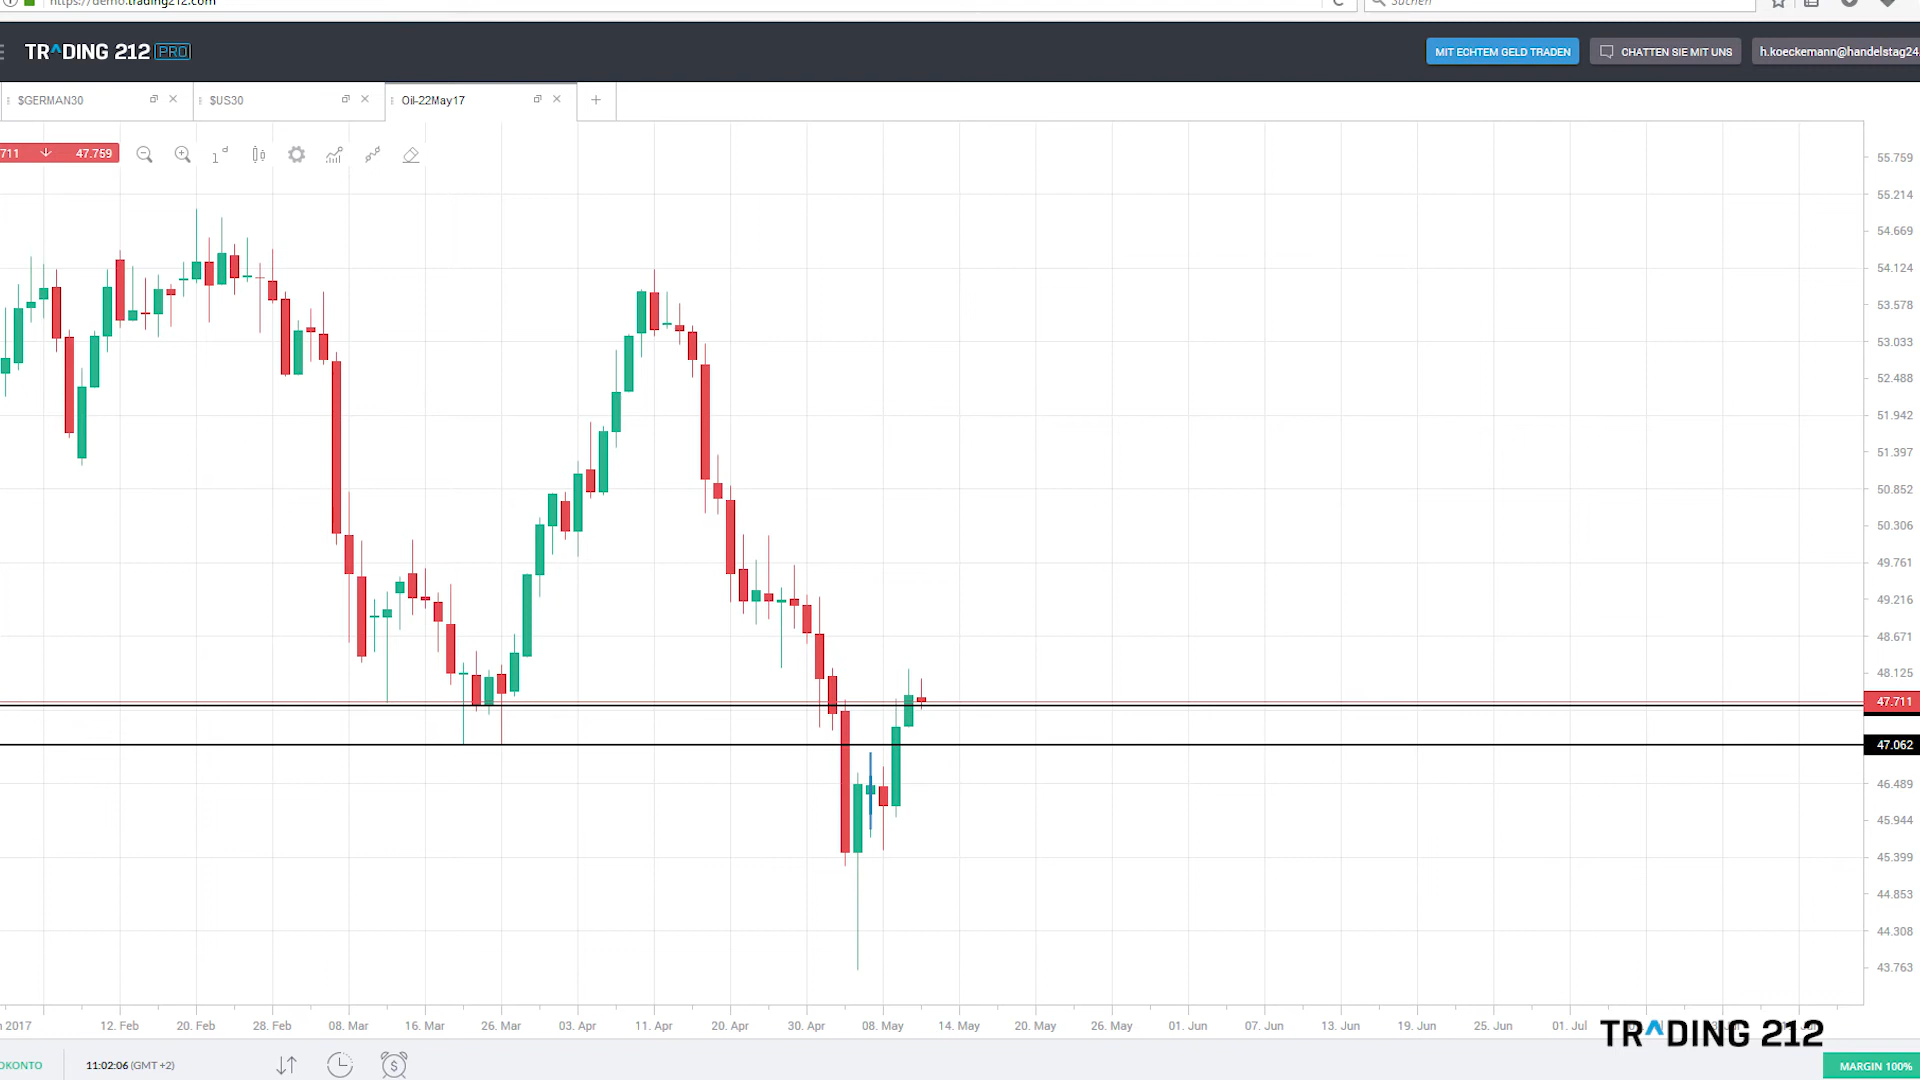 https://demo.trading212.com
Suchen
TRADING 212 PRO
MIT ECHTEM GELD TRADEN
CHATTEN SIE MIT UNS
h.koeckemann@handelstag24.
$GERMAN30
$US30
Oil-22May17
+
711
47.759
1 d
55.759
55.214
54.669
54.124
53.578
53.033
52.488
51.942
51.397
50.852
50.306
49.761
49.216
48.671
48.125
47.711
47.062
46.489
45.944
45.399
44.853
44.308
43.763
2017
12. Feb
20. Feb
28. Feb
08. Mar
16. Mar
26. Mar
03. Apr
11. Apr
20. Apr
30. Apr
08. May
14. May
20. May
26. May
01. Jun
07. Jun
13. Jun
19. Jun
25. Jun
01. Jul
TRADING 212
OKONTO
11:02:06 (GMT +2)
MARGIN 100%